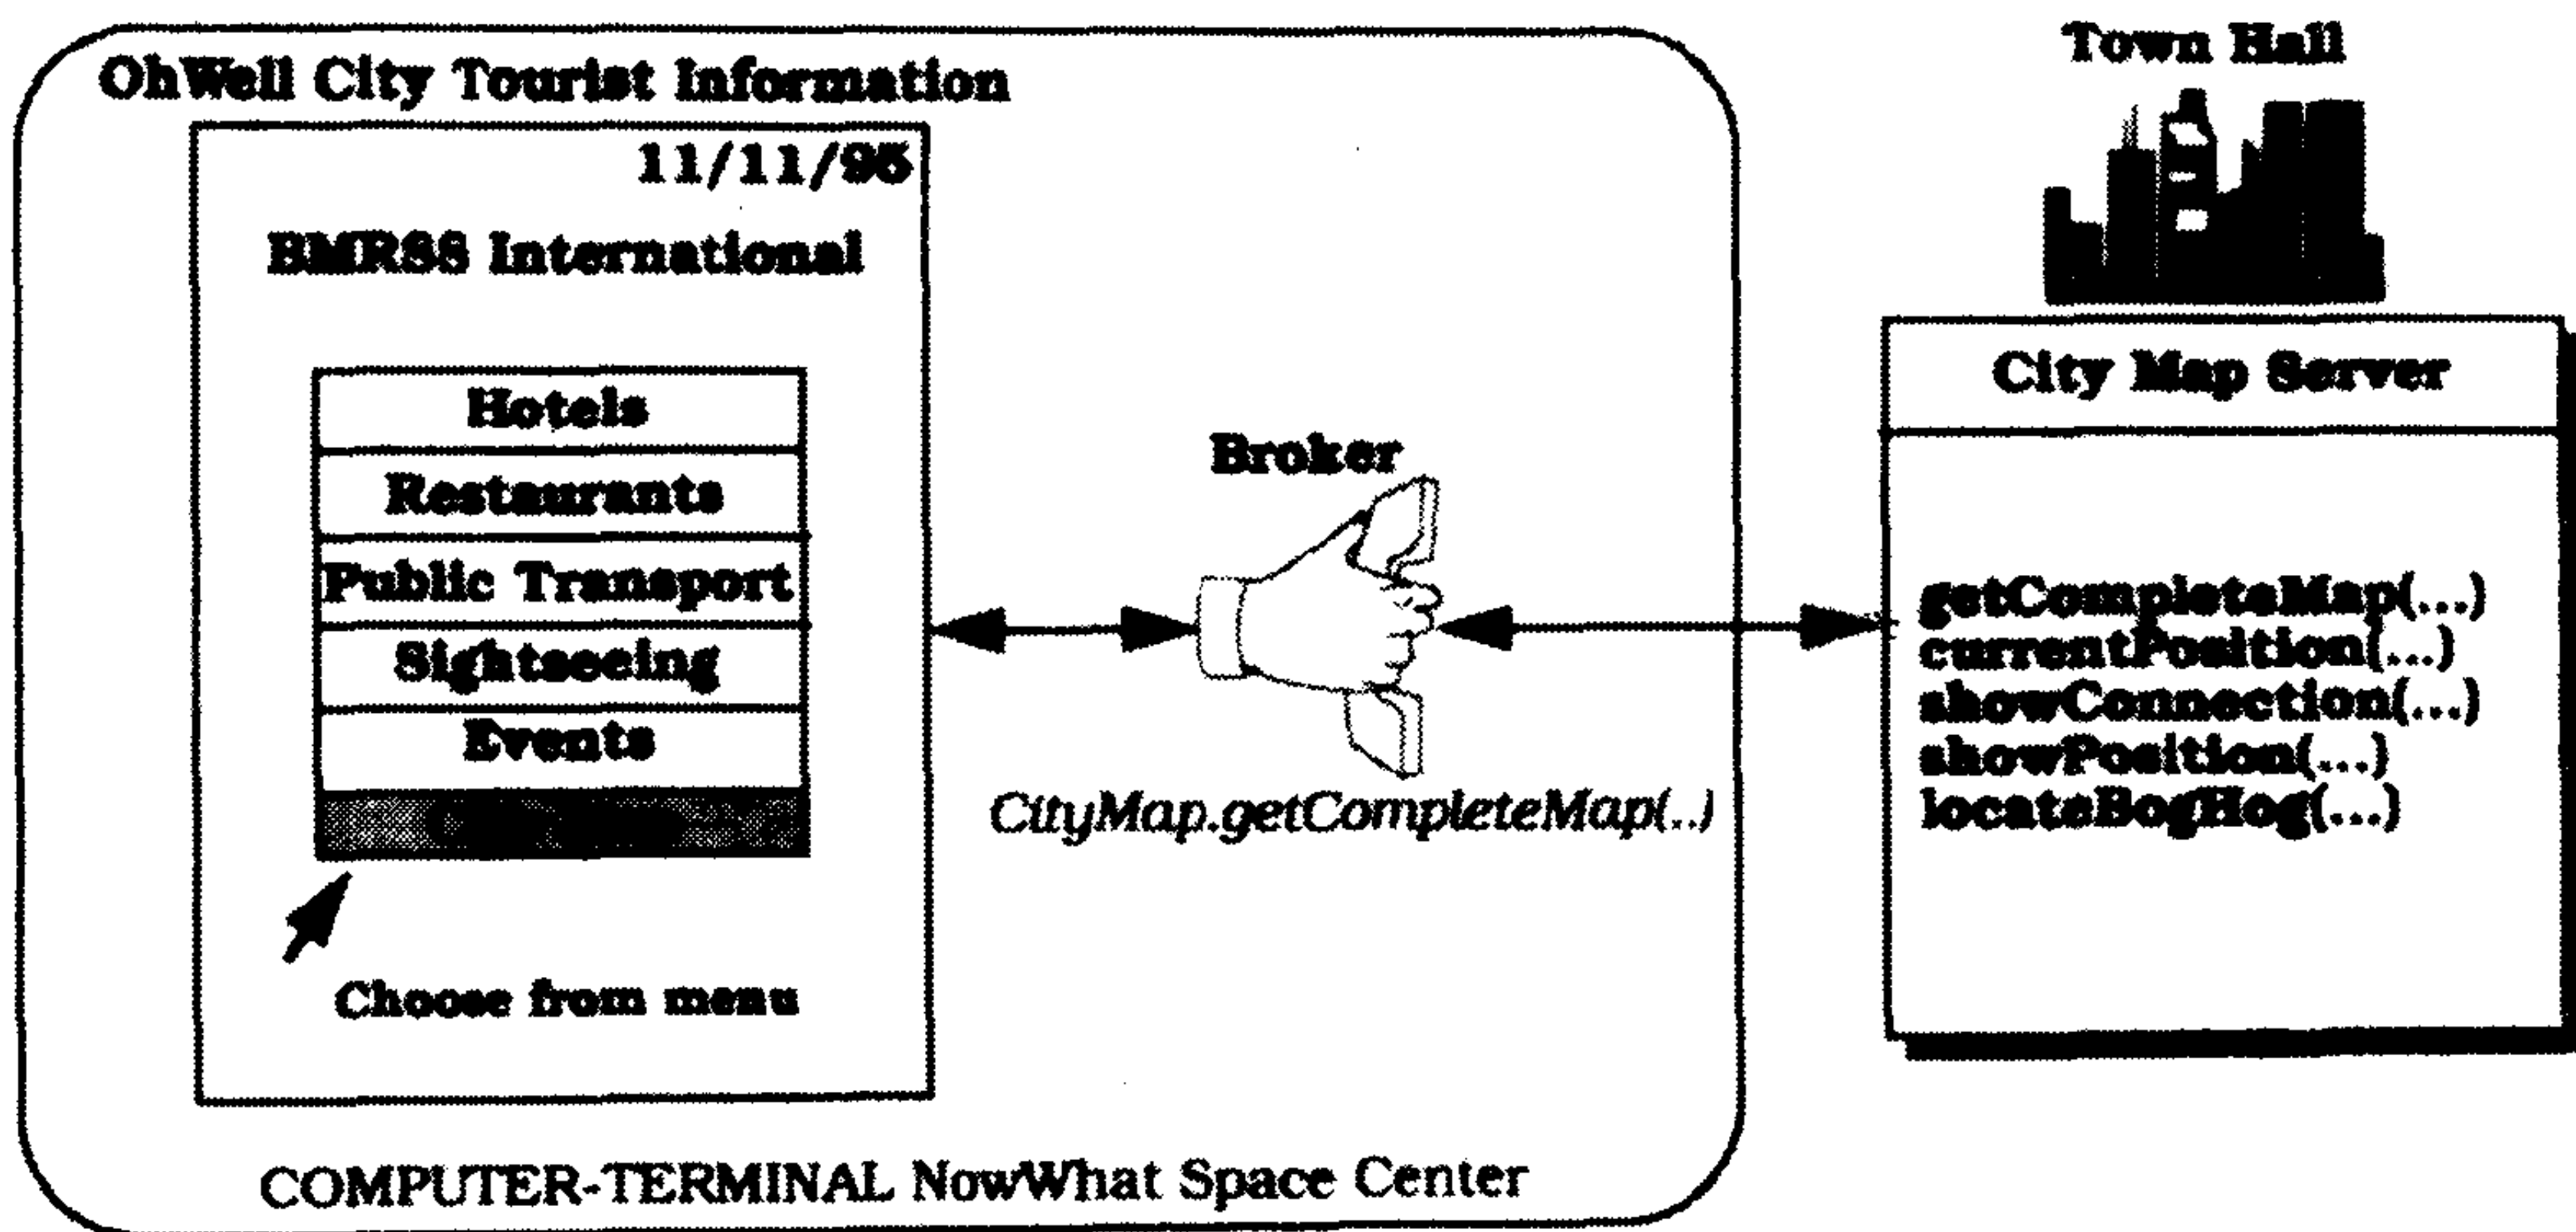 OhWell City Tourist Information
11/11/95
BMRSS International
Hotels
Restaurants
Public Transport
Sightseeing
Events
Choose from menu
COMPUTER-TERMINAL NowWhat Space Center
Broker
CityMap.getCompleteMap(..)
Town Hall
City Map Server
getCompleteMap(...)
currentPosition(...)
showConnection(...)
showPosition(...)
locateBogHog(...)